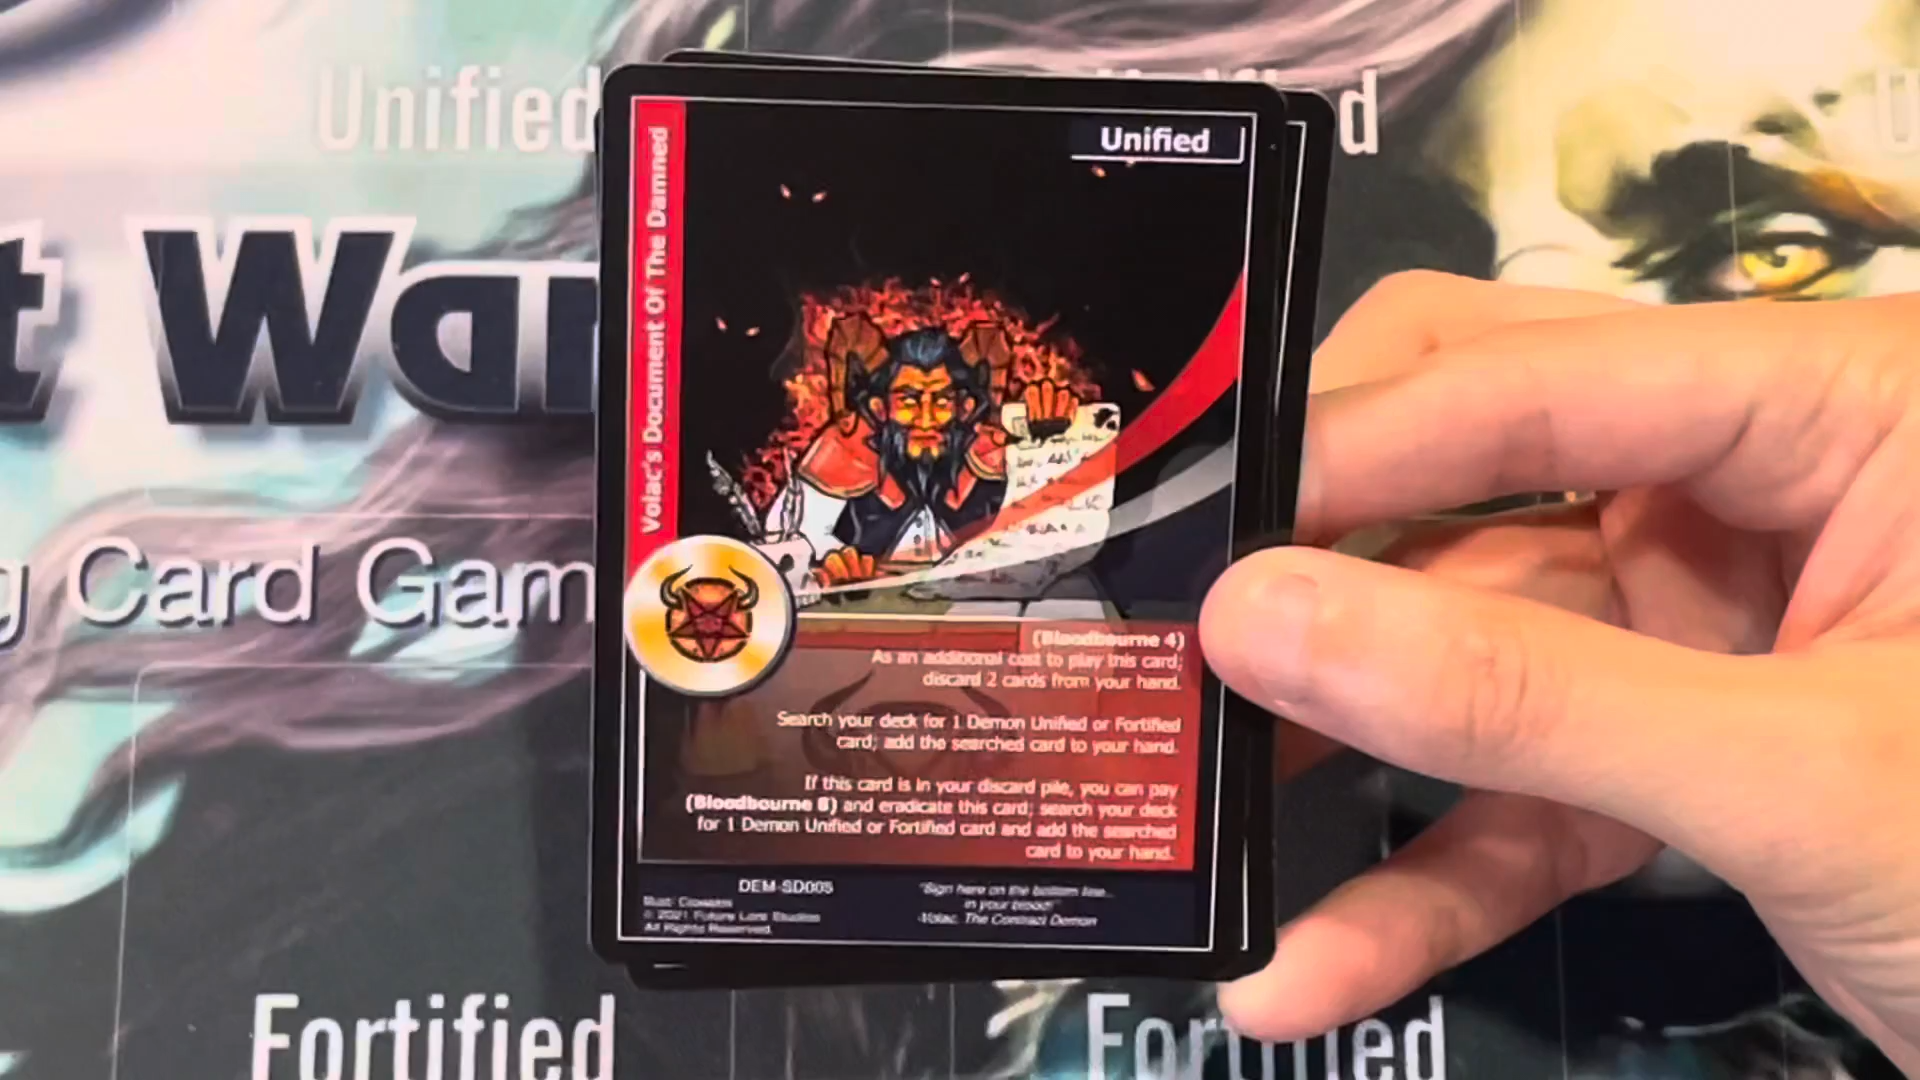 Unified
Unified
Volac's Document Of The Damned
Card Gam
(Bloodbourne 4)
As an additional cost to play this card;
discard 2 cards from your hand.
Search your deck for 1 Demon Unified or Fortified
card; add the searched card to your hand.
If this card is in your discard pile, you can pay
(Bloodbourne 8) and eradicate this card; search your deck
for 1 Demon Unified or Fortified card and add the searched
card to your hand.
DEM-SD005
Illust:
© 2021 Future Lore Studios
All Rights Reserved.
"Sign here on the bottom line...
in your blood!"
-Volac, The Contract Demon
Fortified
Fortified